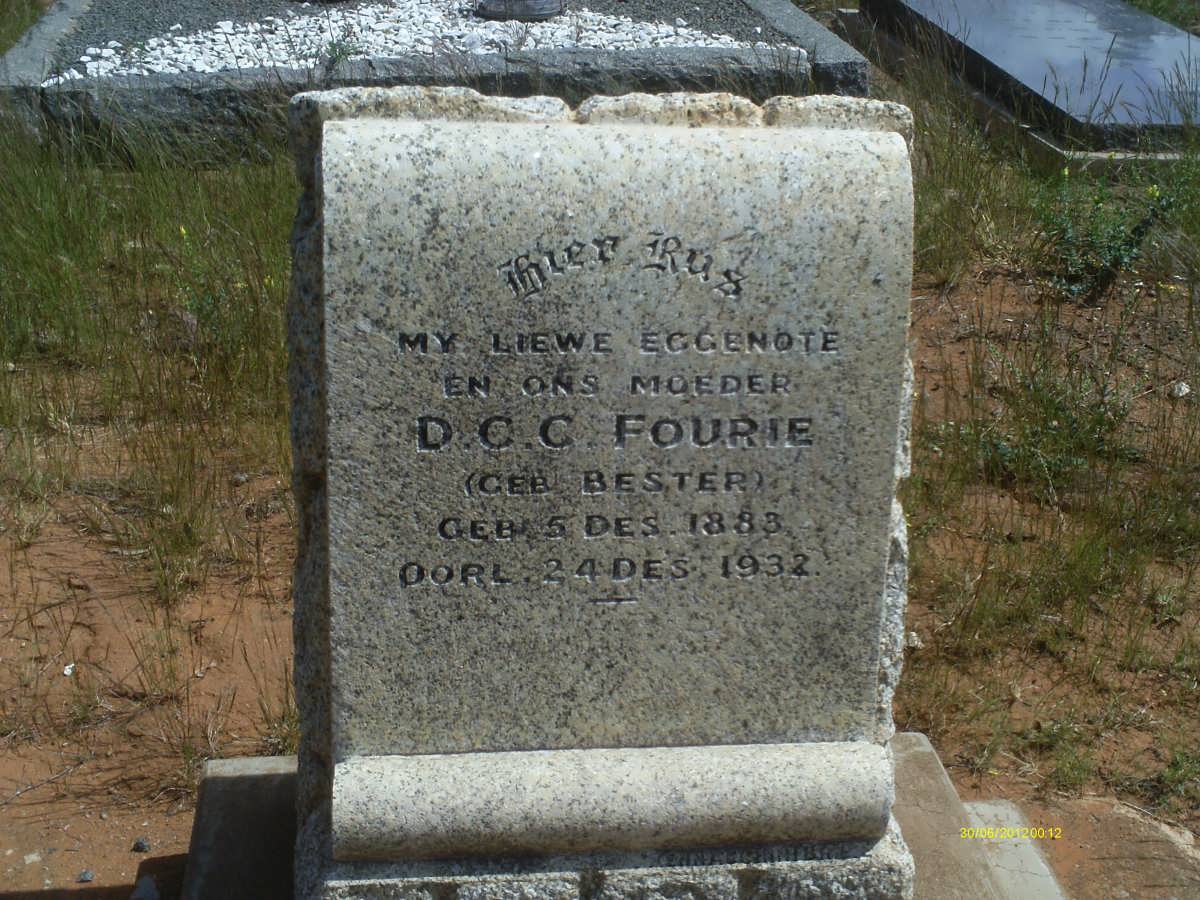 Hier Rus
MY LIEWE EGGENOTE
EN ONS MOEDER
D.C.C. FOURIE
(GEB. BESTER)
GEB. 5 DES. 1883.
OORL. 24 DES. 1932.
30/06/2012 00:12